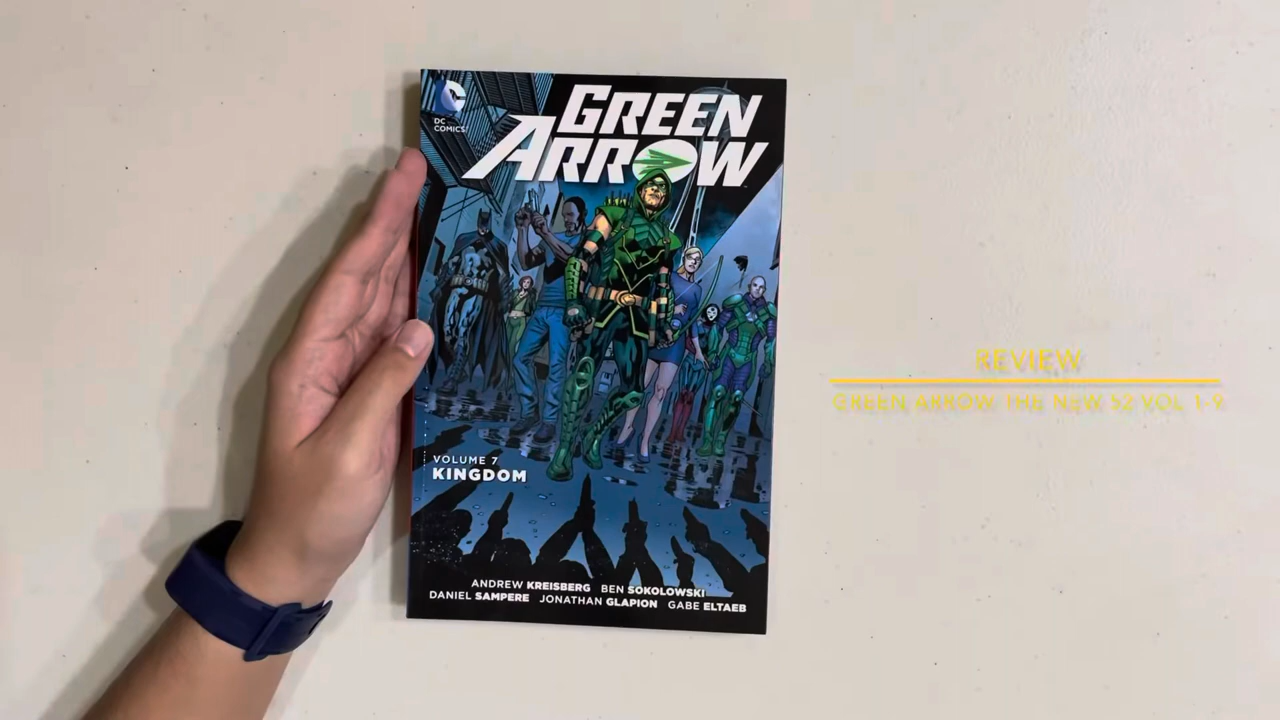 DC
COMICS
GREEN
ARROW
VOLUME 7
KINGDOM
ANDREW KREISBERG BEN SOKOLOWSKI
DANIEL SAMPERE JONATHAN GLAPION GABE ELTAEB
REVIEW
GREEN ARROW THE NEW 52 VOL 1-9